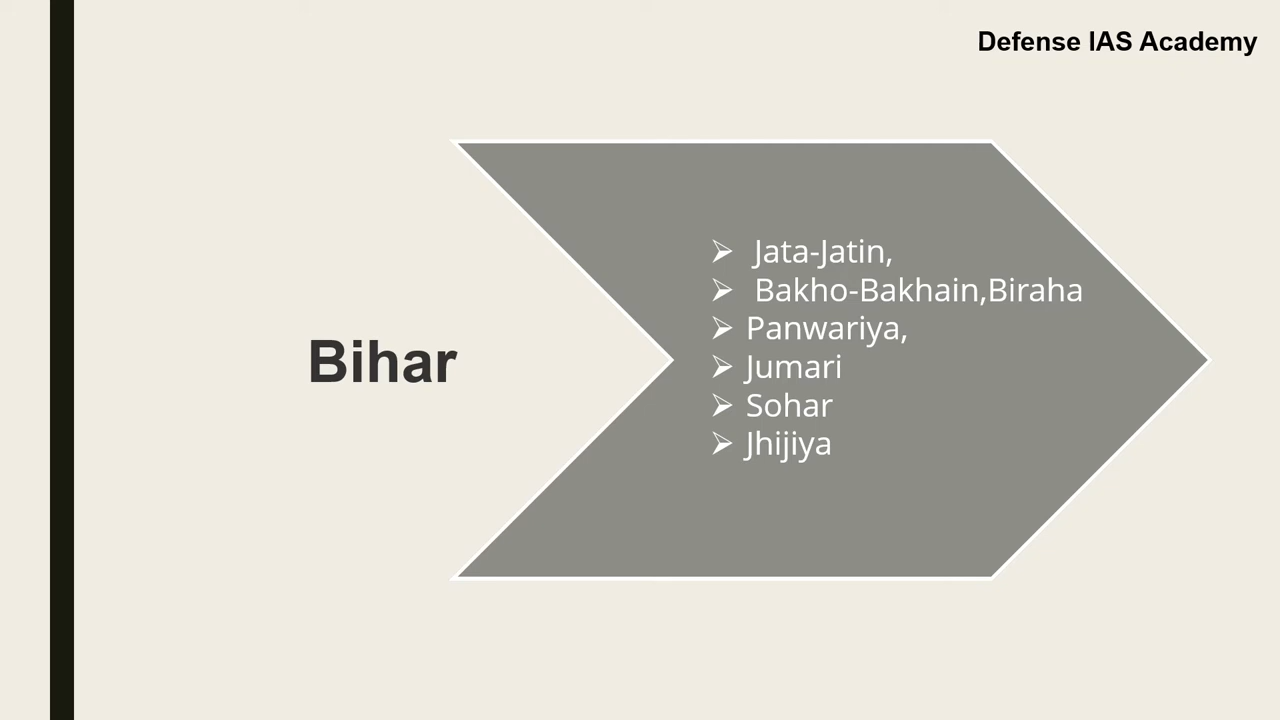 Defense IAS Academy
Bihar
➢ Jata-Jatin,
➢ Bakho-Bakhain,Biraha
➢ Panwariya,
➢ Jumari
➢ Sohar
➢ Jhijiya